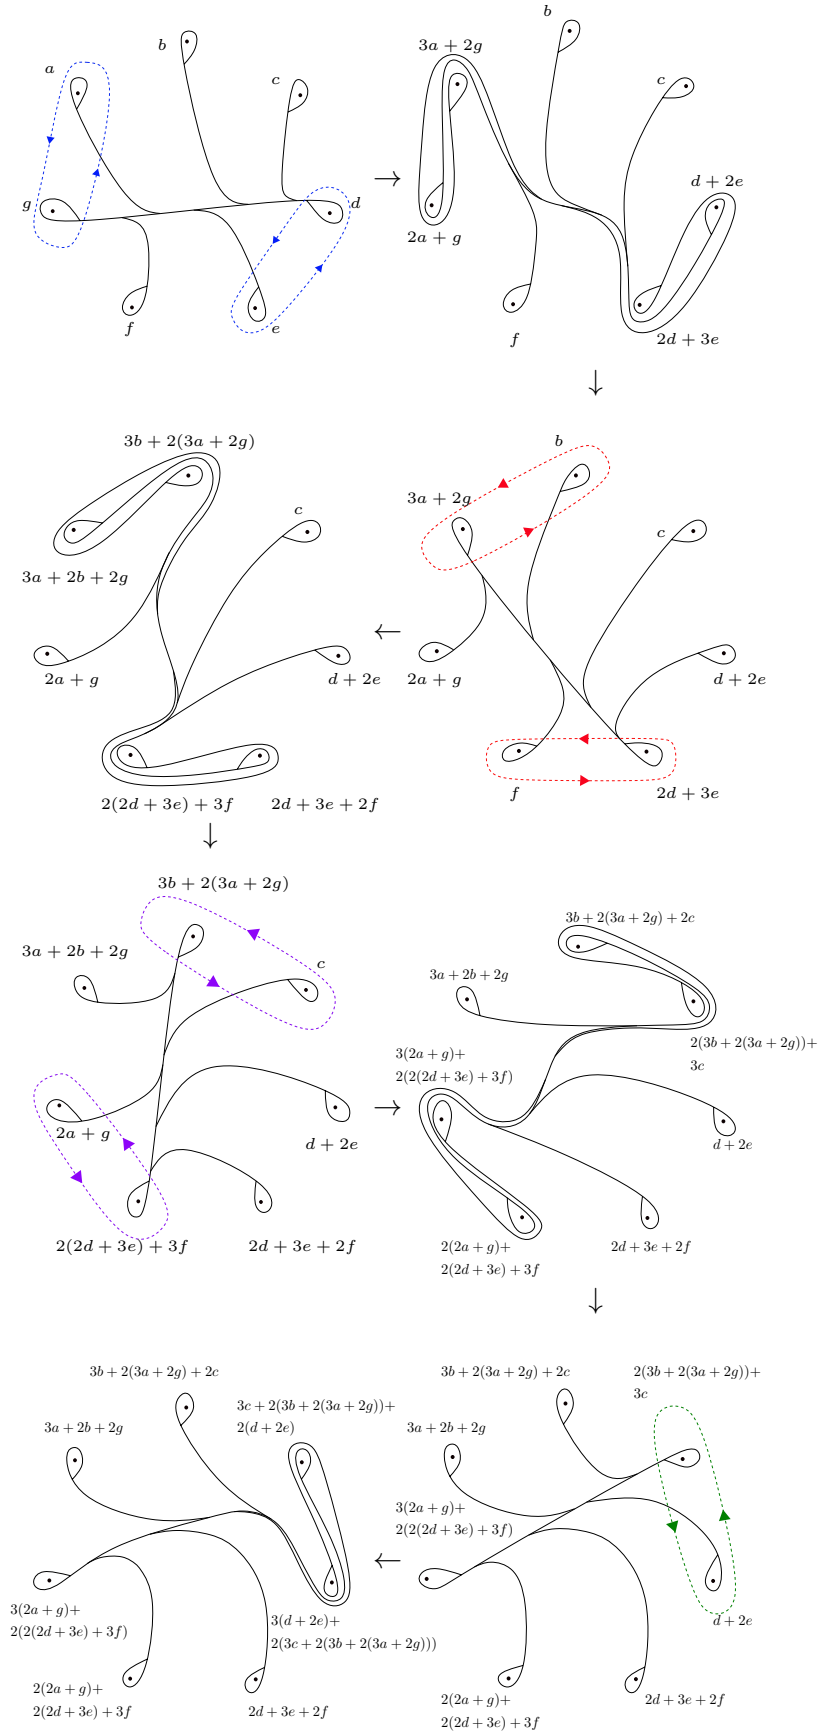 a
b
c
g
d
f
e
→
3a + 2g
b
c
d + 2e
2a + g
f
2d + 3e
↓
3b + 2(3a + 2g)
c
3a + 2b + 2g
2a + g
d + 2e
2(2d + 3e) + 3f
2d + 3e + 2f
←
b
3a + 2g
c
2a + g
d + 2e
f
2d + 3e
↓
3b + 2(3a + 2g)
3a + 2b + 2g
c
2a + g
d + 2e
2(2d + 3e) + 3f
2d + 3e + 2f
→
3b + 2(3a + 2g) + 2c
3a + 2b + 2g
2(3b + 2(3a + 2g))+
3c
3(2a + g)+
2(2(2d + 3e) + 3f)
d + 2e
2(2a + g)+
2(2d + 3e) + 3f
2d + 3e + 2f
↓
3b + 2(3a + 2g) + 2c
3a + 2b + 2g
3c + 2(3b + 2(3a + 2g))+
2(d + 2e)
3(2a + g)+
2(2(2d + 3e) + 3f)
3(d + 2e)+
2(3c + 2(3b + 2(3a + 2g)))
2(2a + g)+
2(2d + 3e) + 3f
2d + 3e + 2f
←
3b + 2(3a + 2g) + 2c
2(3b + 2(3a + 2g))+
3c
3a + 2b + 2g
3(2a + g)+
2(2(2d + 3e) + 3f)
d + 2e
2(2a + g)+
2(2d + 3e) + 3f
2d + 3e + 2f